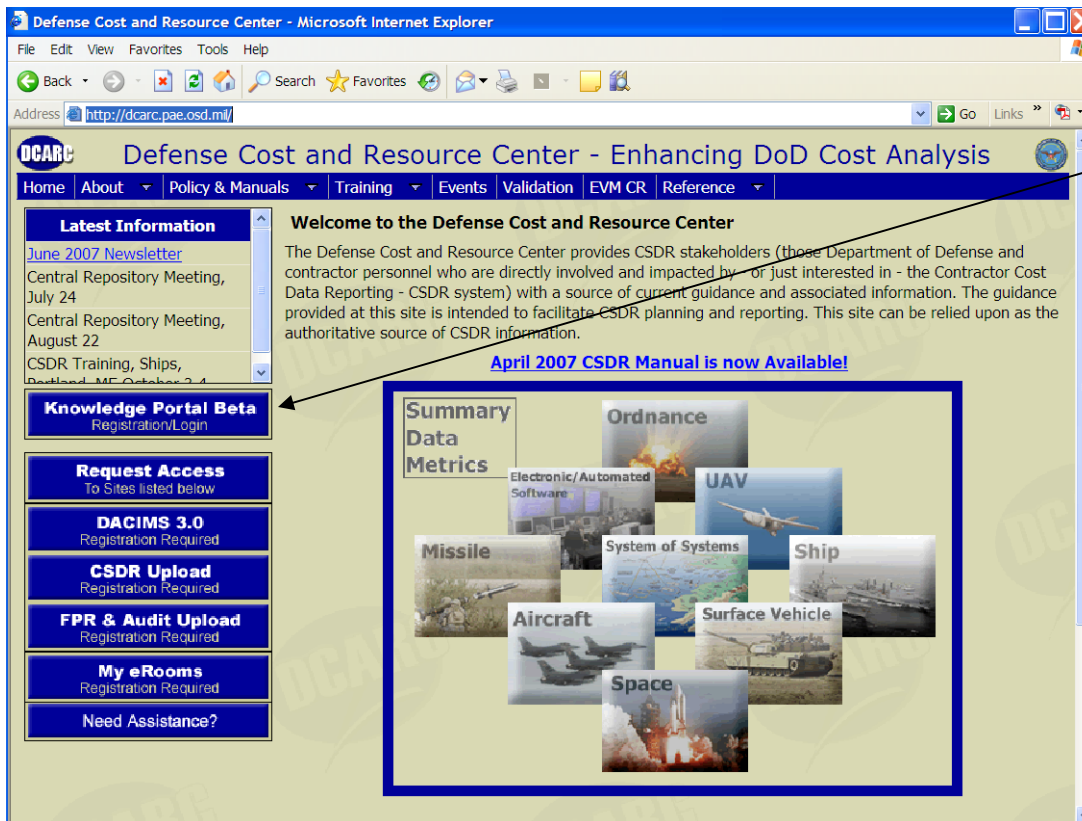 Defense Cost and Resource Center - Microsoft Internet Explorer
File Edit View Favorites Tools Help
Back Search Favorites
Address http://dcarc.pae.osd.mil/ Go Links »
DCARC Defense Cost and Resource Center - Enhancing DoD Cost Analysis
Home About Policy & Manuals Training Events Validation EVM CR Reference
Latest Information
June 2007 Newsletter
Central Repository Meeting,
July 24
Central Repository Meeting,
August 22
CSDR Training, Ships,
Portland, ME October 3-4
Knowledge Portal Beta
Registration/Login
Request Access
To Sites listed below
DACIMS 3.0
Registration Required
CSDR Upload
Registration Required
FPR & Audit Upload
Registration Required
My eRooms
Registration Required
Need Assistance?
Welcome to the Defense Cost and Resource Center
The Defense Cost and Resource Center provides CSDR stakeholders (those Department of Defense and
contractor personnel who are directly involved and impacted by - or just interested in - the Contractor Cost
Data Reporting - CSDR system) with a source of current guidance and associated information. The guidance
provided at this site is intended to facilitate CSDR planning and reporting. This site can be relied upon as the
authoritative source of CSDR information.
April 2007 CSDR Manual is now Available!
Summary
Data
Metrics
Ordnance
Electronic/Automated
Software
UAV
Missile
System of Systems
Ship
Aircraft
Surface Vehicle
Space